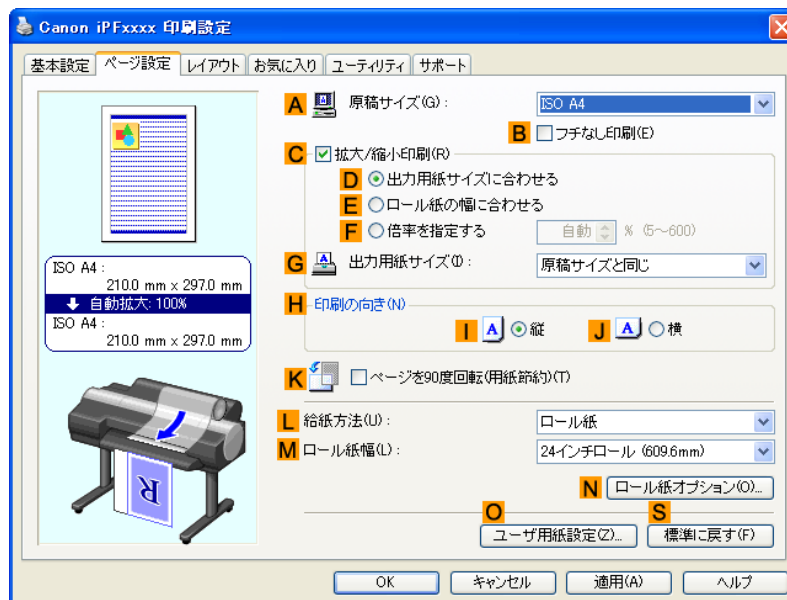 Canon iPFxxxx 印刷設定
基本設定 ページ設定 レイアウト お気に入り ユーティリティ サポート
A 原稿サイズ(G): ISO A4
B フチなし印刷(E)
C 拡大/縮小印刷(R)
D 出力用紙サイズに合わせる
E ロール紙の幅に合わせる
F 倍率を指定する 自動 % (5～600)
G 出力用紙サイズ(I): 原稿サイズと同じ
ISO A4 :
210.0 mm x 297.0 mm
自動拡大: 100%
ISO A4 :
210.0 mm x 297.0 mm
H 印刷の向き(N)
I A 縦 J A 横
K ページを90度回転(用紙節約)(T)
L 給紙方法(U): ロール紙
M ロール紙幅(L): 24インチロール (609.6mm)
R
N ロール紙オプション(O)...
O S
ユーザ用紙設定(Z)... 標準に戻す(F)
OK キャンセル 適用(A) ヘルプ